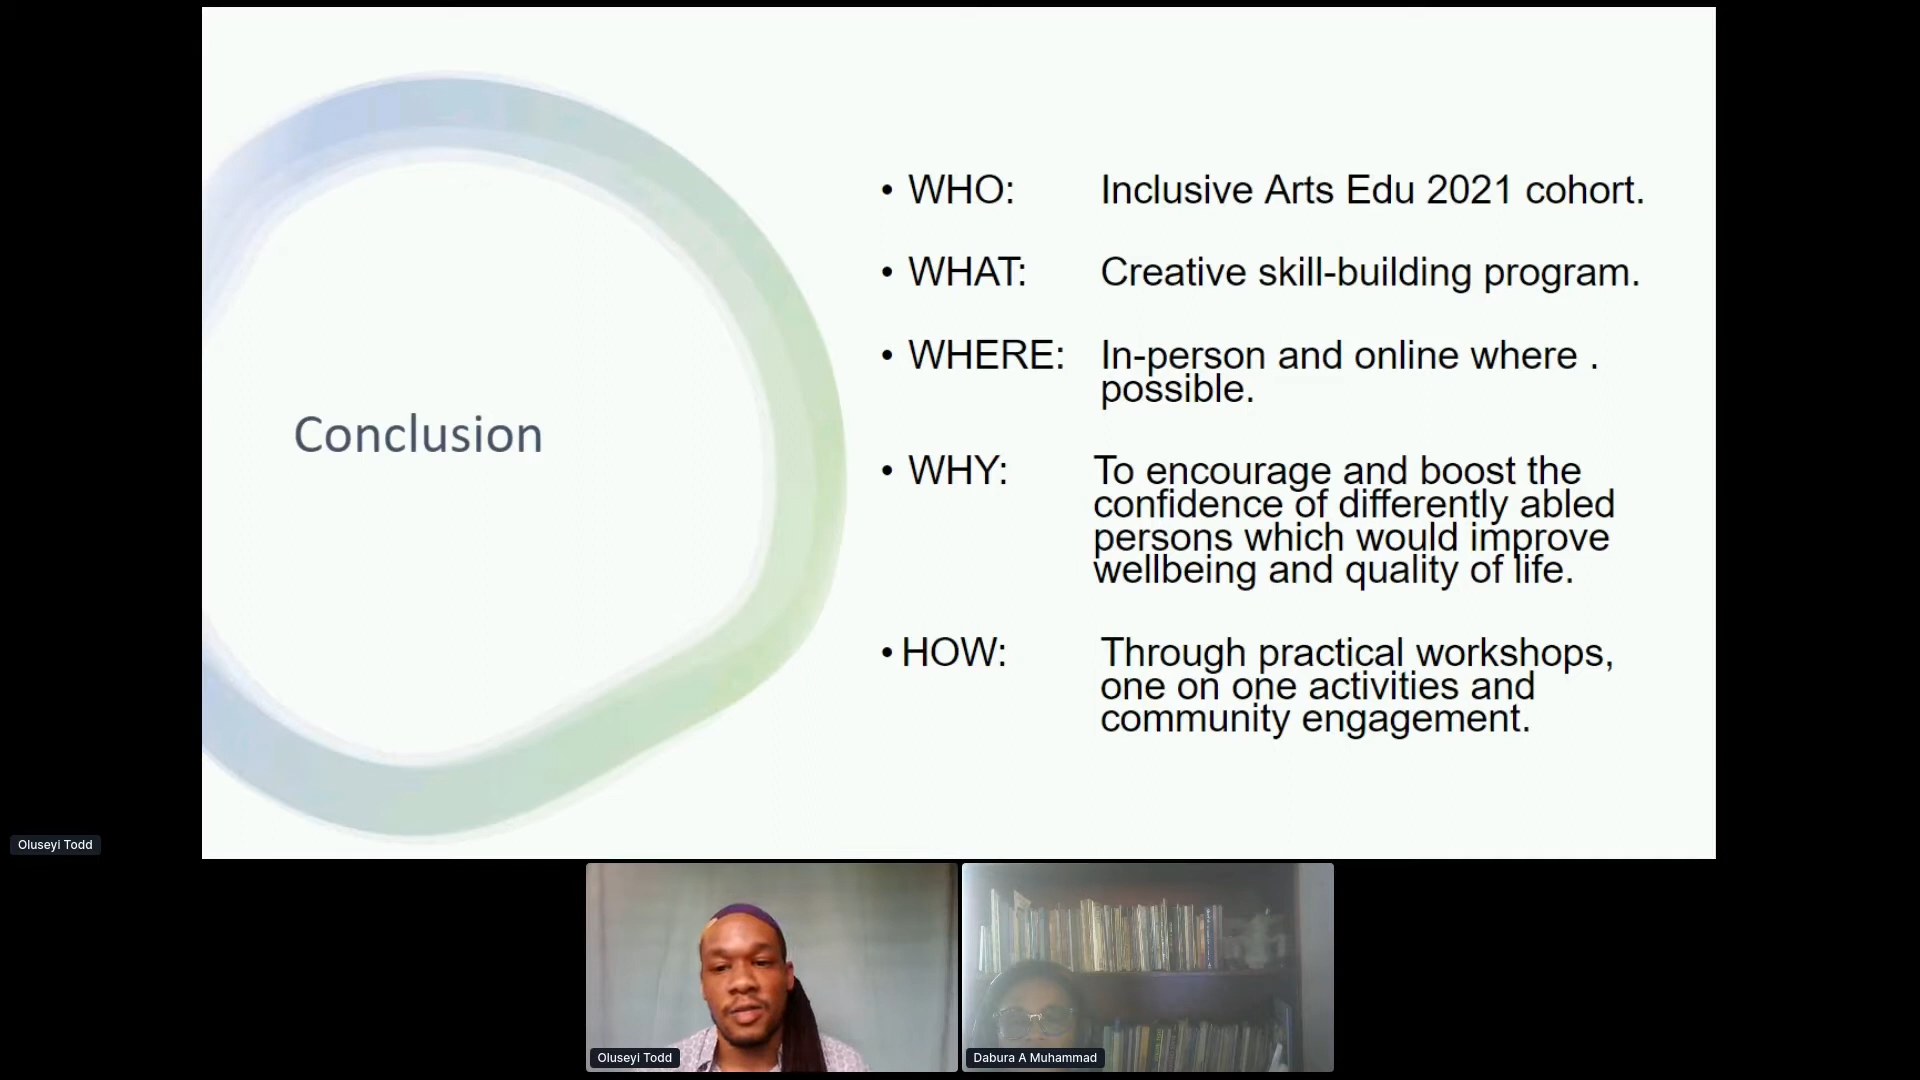 Conclusion
• WHO: Inclusive Arts Edu 2021 cohort.
• WHAT: Creative skill-building program.
• WHERE: In-person and online where .
possible.
• WHY: To encourage and boost the
confidence of differently abled
persons which would improve
wellbeing and quality of life.
• HOW: Through practical workshops,
one on one activities and
community engagement.
Oluseyi Todd
Oluseyi Todd
Dabura A Muhammad